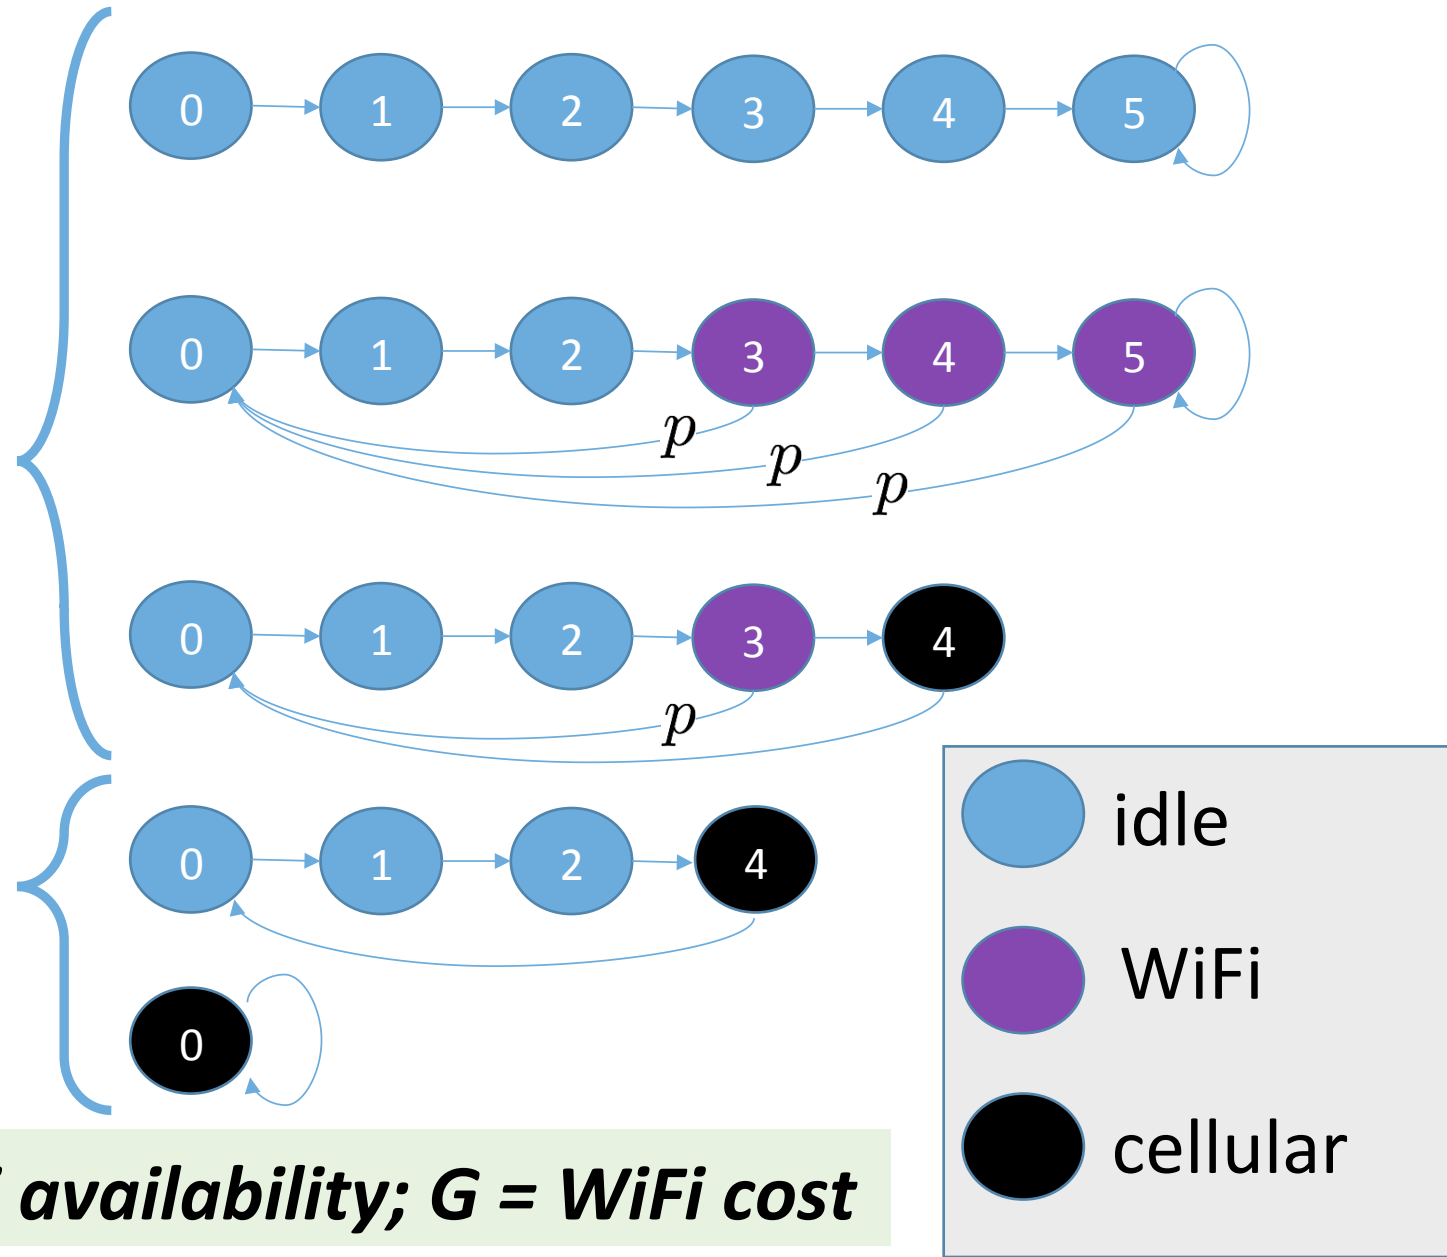 0 1 2 3 4 5
0 1 2 3 4 5
p
p
p
0 1 2 3 4
p
0 1 2 4
0
idle
WiFi
cellular
availability; G = WiFi cost